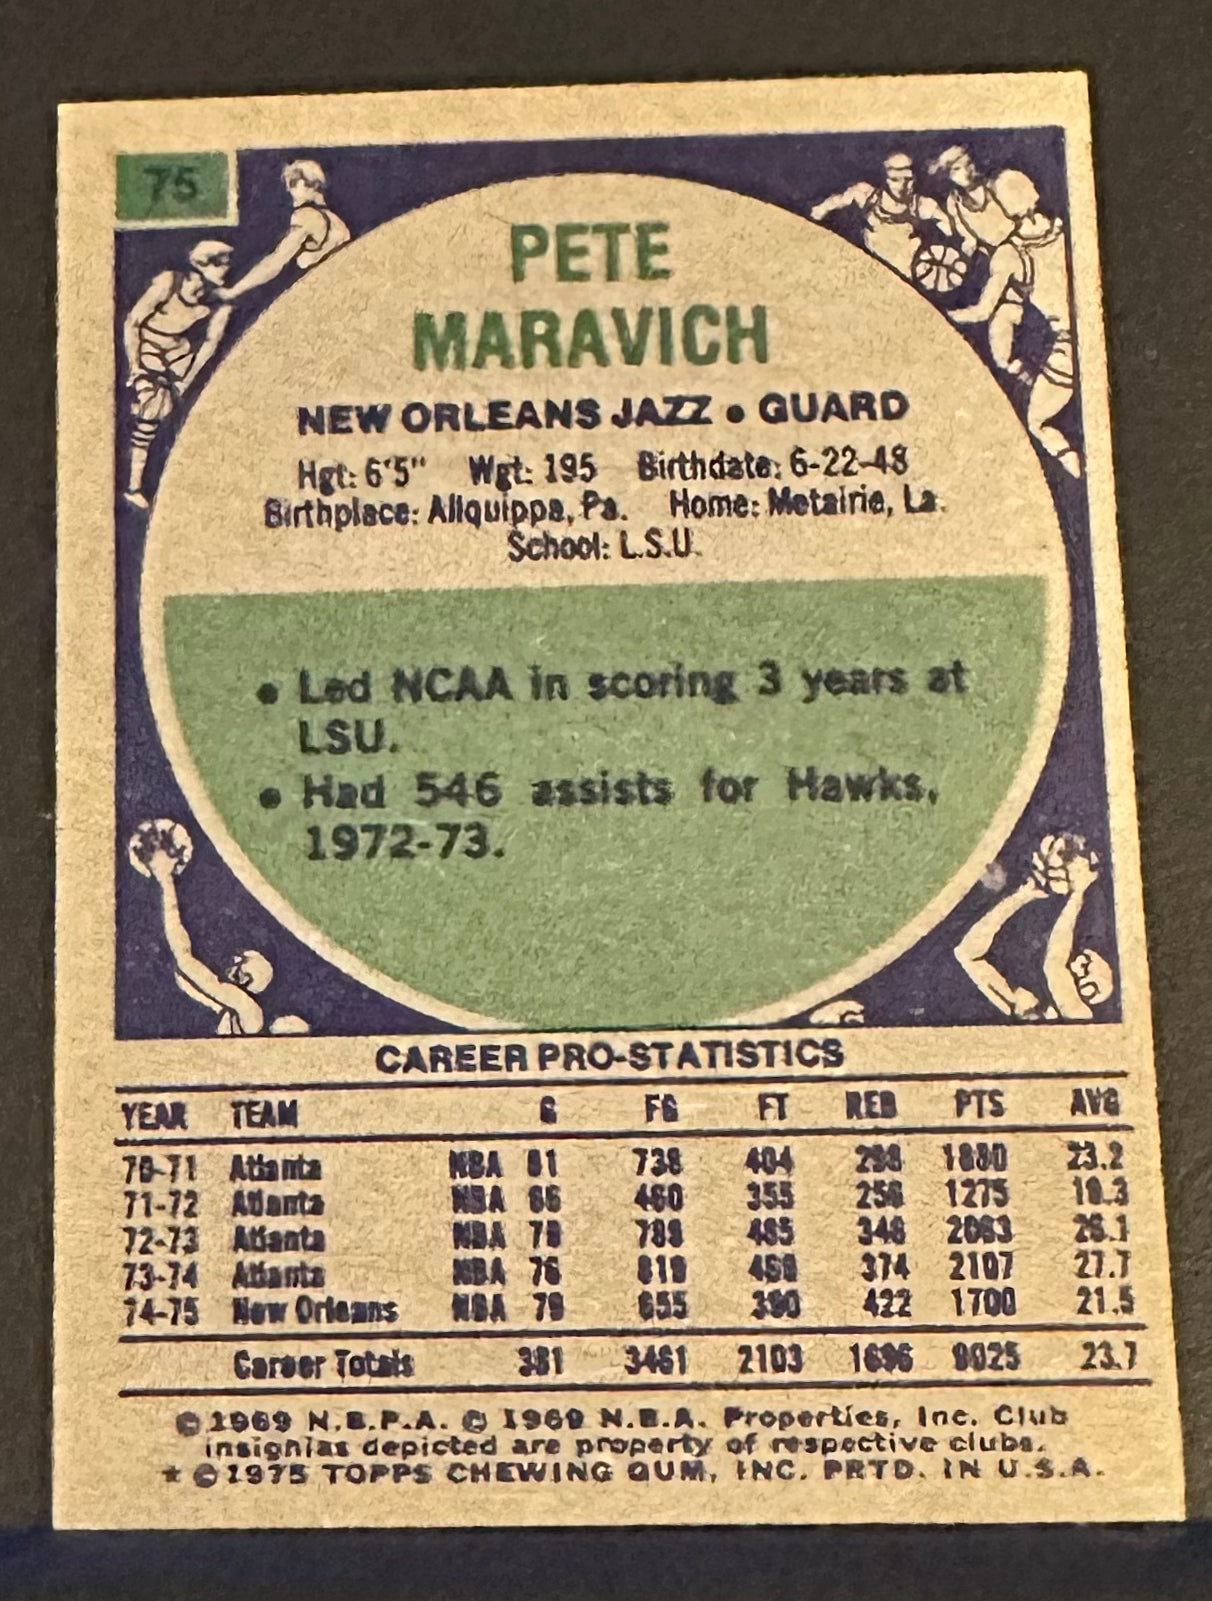 75
PETE
MARAVICH
NEW ORLEANS JAZZ • GUARD
Hgt: 6'5" Wgt: 195 Birthdate: 6-22-48
Birthplace: Aliquippa, Pa. Home: Metairie, La.
School: L.S.U.
• Led NCAA in scoring 3 years at
LSU.
• Had 546 assists for Hawks,
1972-73.
CAREER PRO-STATISTICS
YEAR TEAM G FG FT REB PTS AVG
70-71 Atlanta NBA 81 738 404 298 1880 23.2
71-72 Atlanta NBA 66 460 355 256 1275 19.3
72-73 Atlanta NBA 79 789 485 346 2063 26.1
73-74 Atlanta NBA 76 819 469 374 2107 27.7
74-75 New Orleans NBA 79 655 390 422 1700 21.5
Career Totals 381 3461 2103 1696 9025 23.7
© 1969 N.B.P.A. © 1969 N.B.A. Properties, Inc. Club
insignias depicted are property of respective clubs.
* © 1975 TOPPS CHEWING GUM, INC. PRTD. IN U.S.A.